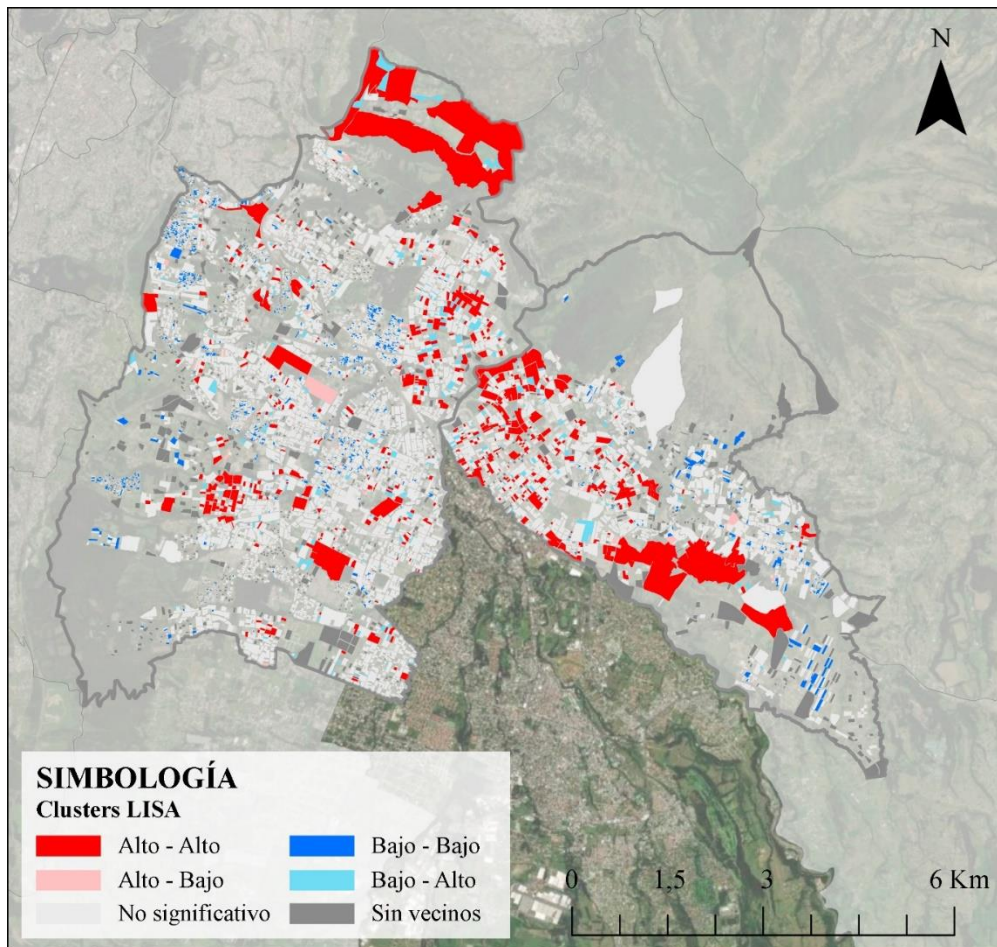 N
SIMBOLOGÍA
Clusters LISA
Alto - Alto
Bajo - Bajo
Alto - Bajo
Bajo - Alto
No significativo
Sin vecinos
0 1,5 3 6 Km